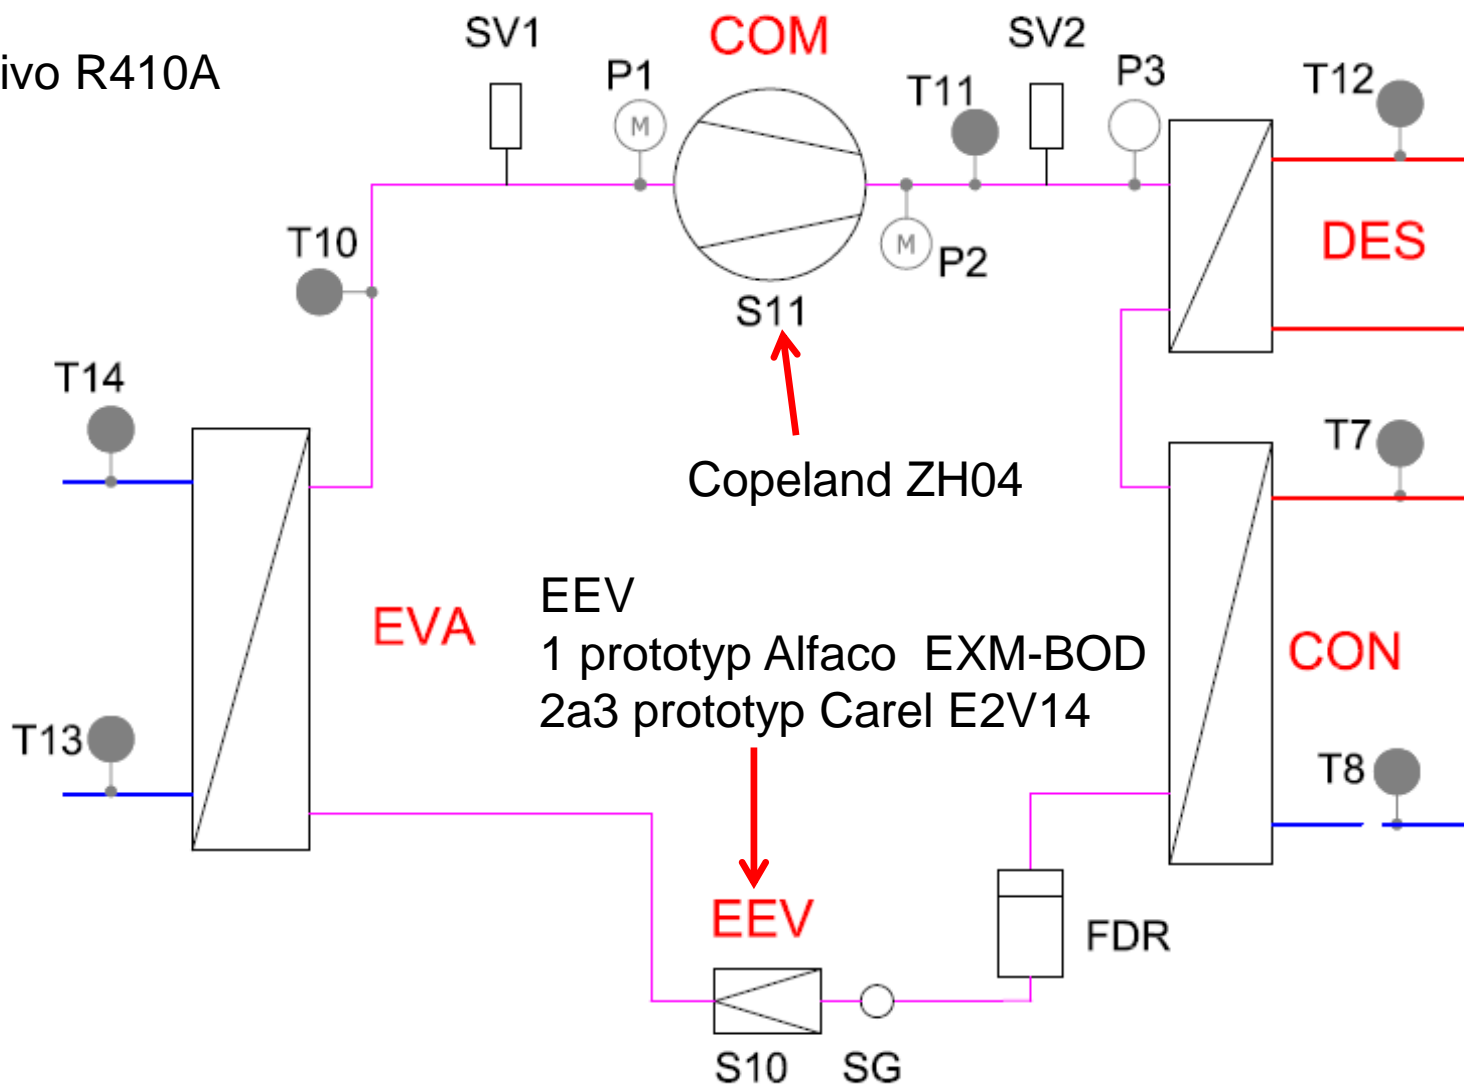 SV1
COM
SV2
ivo R410A
P1
M
T11
P3
T12
T10
M
P2
DES
S11
T14
T7
Copeland ZH04
EEV
1 prototyp Alfaco EXM-BOD
2a3 prototyp Carel E2V14
EVA
CON
T13
T8
EEV
FDR
S10
SG